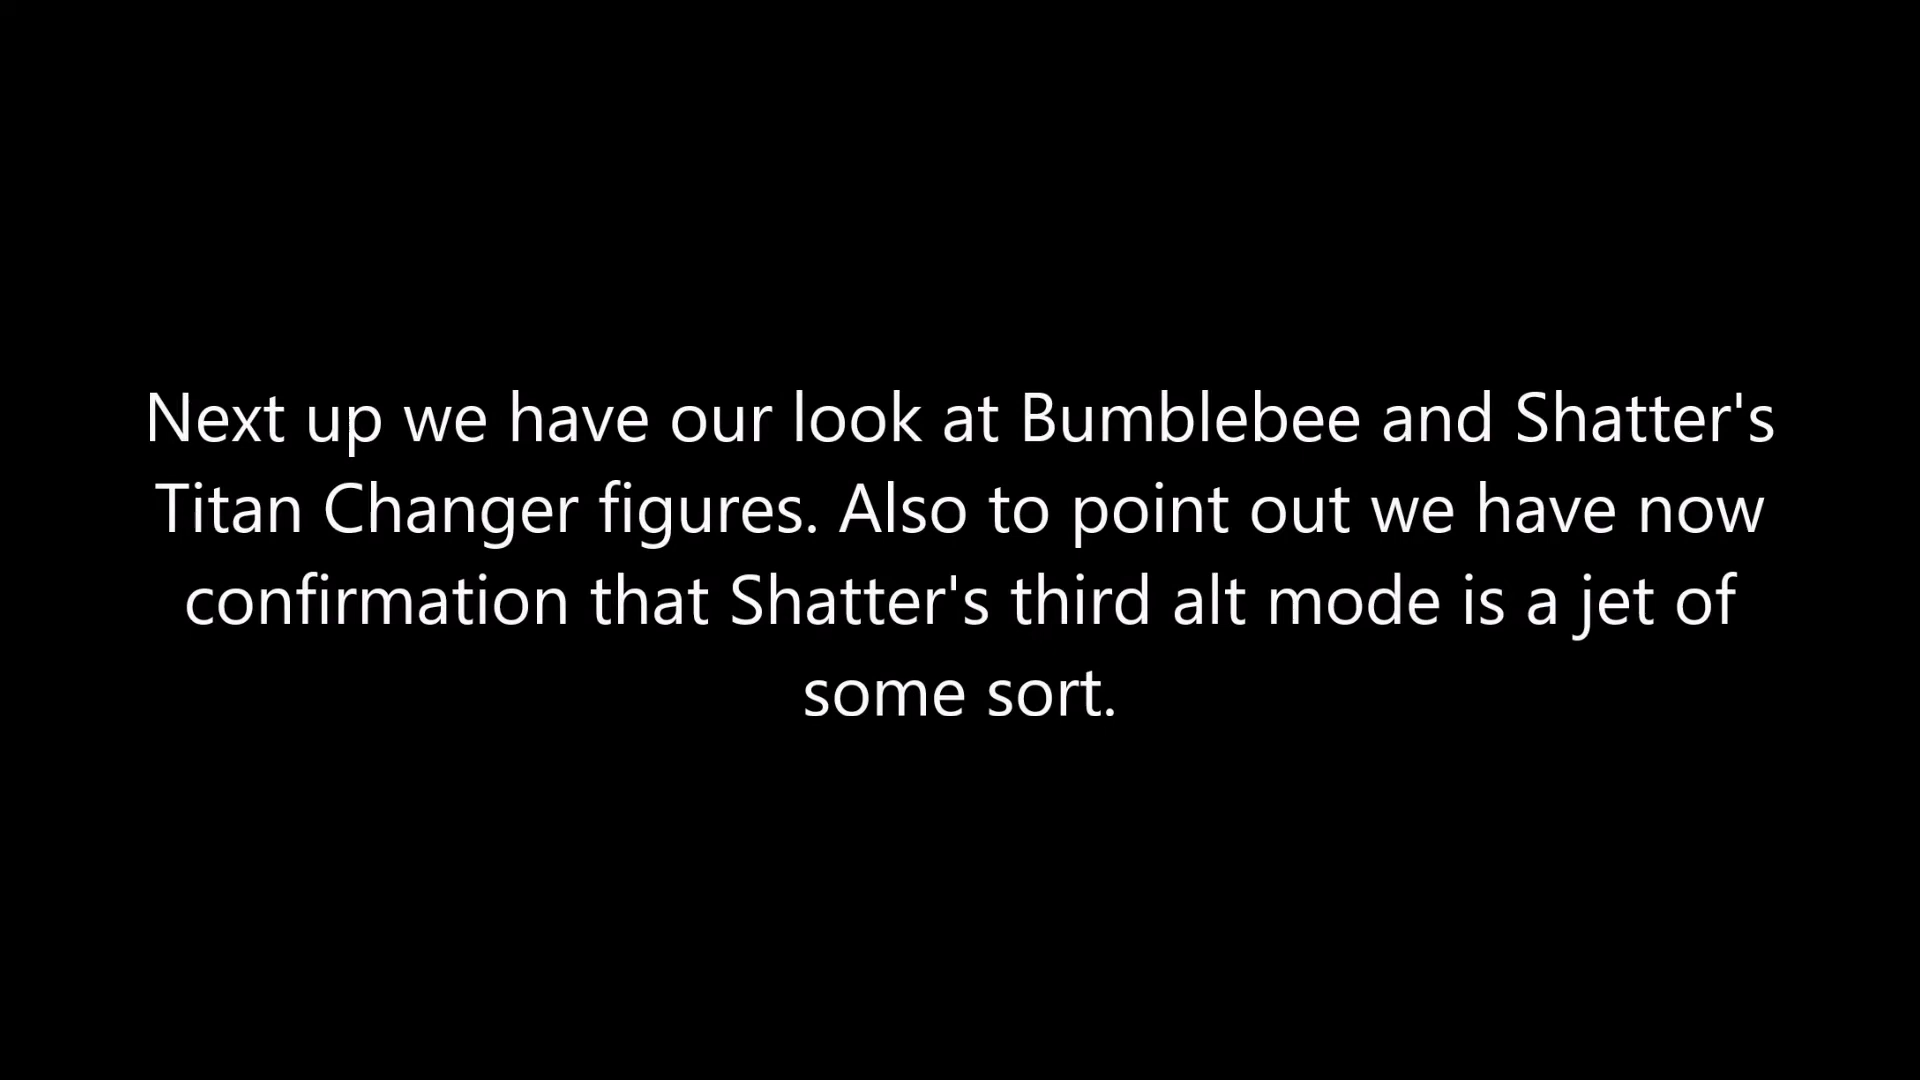 Next up we have our look at Bumblebee and Shatter's
Titan Changer figures. Also to point out we have now
confirmation that Shatter's third alt mode is a jet of
some sort.